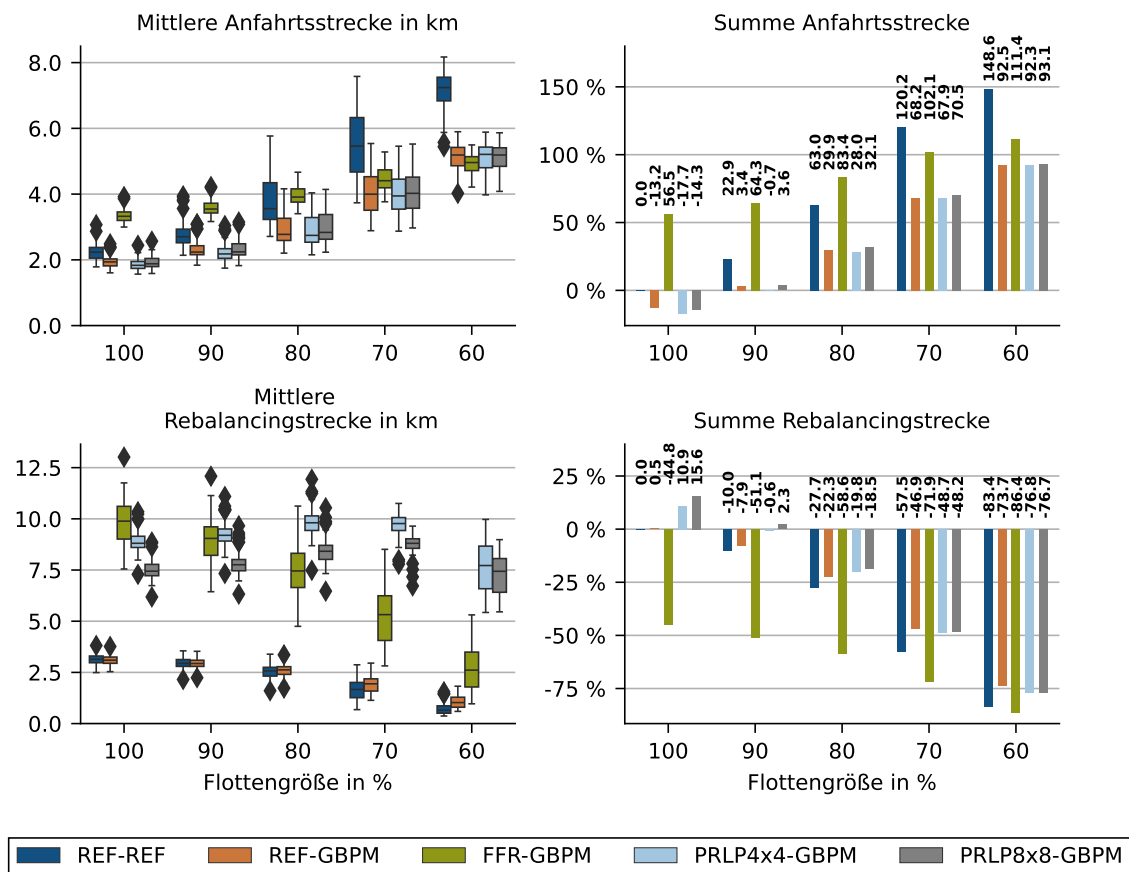 Mittlere Anfahrtsstrecke in km
8.0
6.0
4.0
2.0
0.0
100 90 80 70 60
Summe Anfahrtsstrecke
150 %
100 %
50 %
0 %
0.0 -13.2 56.5 -17.7 -14.3
22.9 3.4 64.3 -0.7 3.6
63.0 29.9 83.4 28.0 32.1
120.2 68.2 102.1 67.9 70.5
148.6 92.5 111.4 92.3 93.1
100 90 80 70 60
Mittlere
Rebalancingstrecke in km
12.5
10.0
7.5
5.0
2.5
0.0
100 90 80 70 60
Flottengröße in %
Summe Rebalancingstrecke
25 %
0 %
-25 %
-50 %
-75 %
0.0 0.5 -44.8 10.9 15.6
-10.0 -7.9 -51.1 -0.6 2.3
-27.7 -22.3 -58.6 -19.8 -18.5
-57.5 -46.9 -71.9 -48.7 -48.2
-83.4 -73.7 -86.4 -76.8 -76.7
100 90 80 70 60
Flottengröße in %
REF-REF REF-GBPM FFR-GBPM PRLP4x4-GBPM PRLP8x8-GBPM